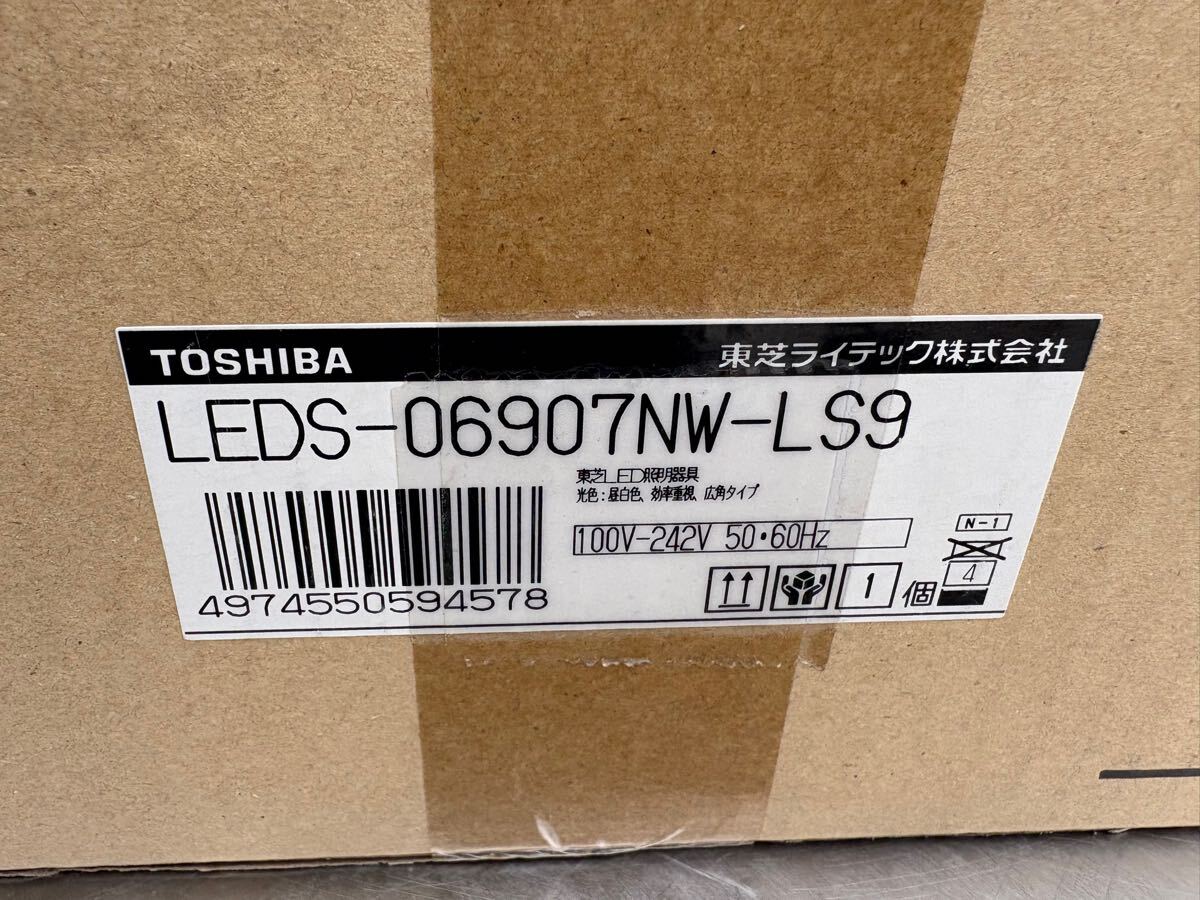 TOSHIBA 東芝ライテック株式会社
LEDS-06907NW-LS9
東芝LED照明器具
光色:昼白色、効率重視、広角タイプ
100V-242V 50・60Hz
N-1
4
1 個
4974550594578